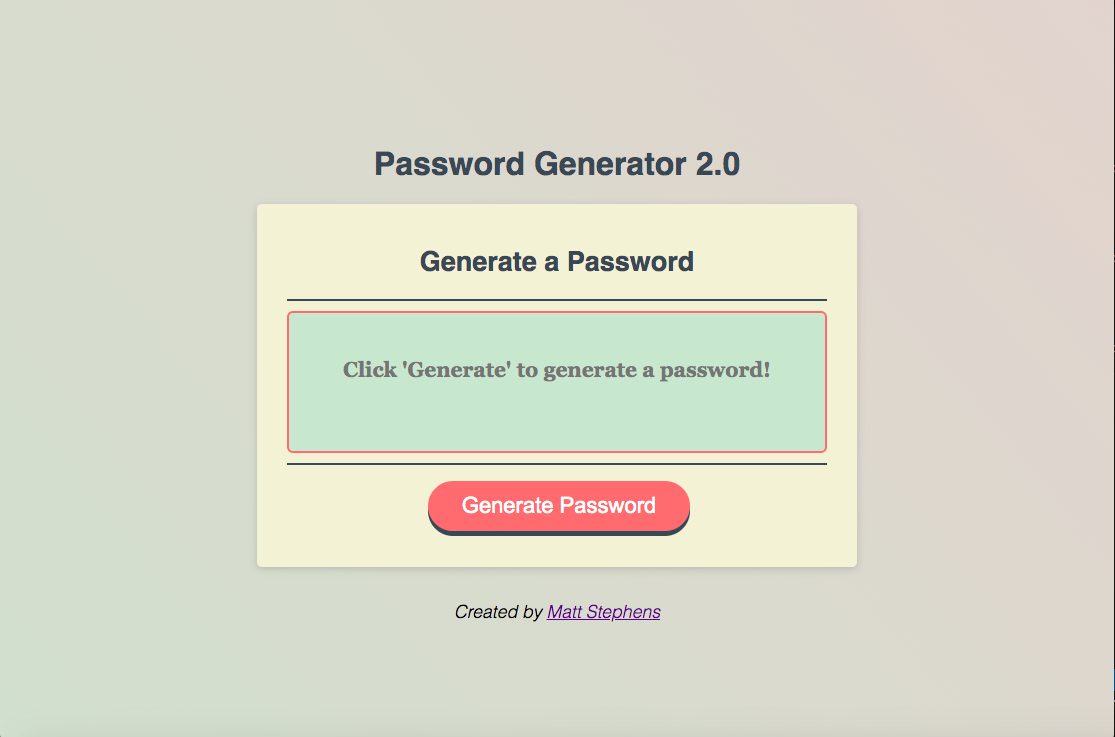 Password Generator 2.0
Generate a Password
Click 'Generate' to generate a password!
Generate Password
Created by Matt Stephens